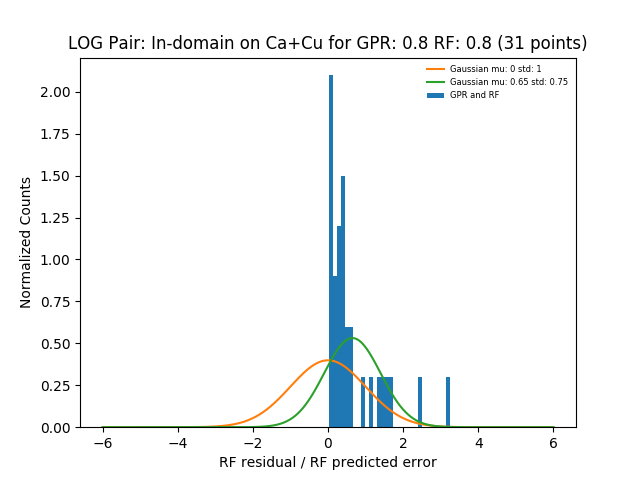 LOG Pair: In-domain on Ca+Cu for GPR: 0.8 RF: 0.8 (31 points)
Gaussian mu: 0 std: 1
Gaussian mu: 0.65 std: 0.75
GPR and RF
Normalized Counts
2.00
1.75
1.50
1.25
1.00
0.75
0.50
0.25
0.00
−6 −4 −2 0 2 4 6
RF residual / RF predicted error